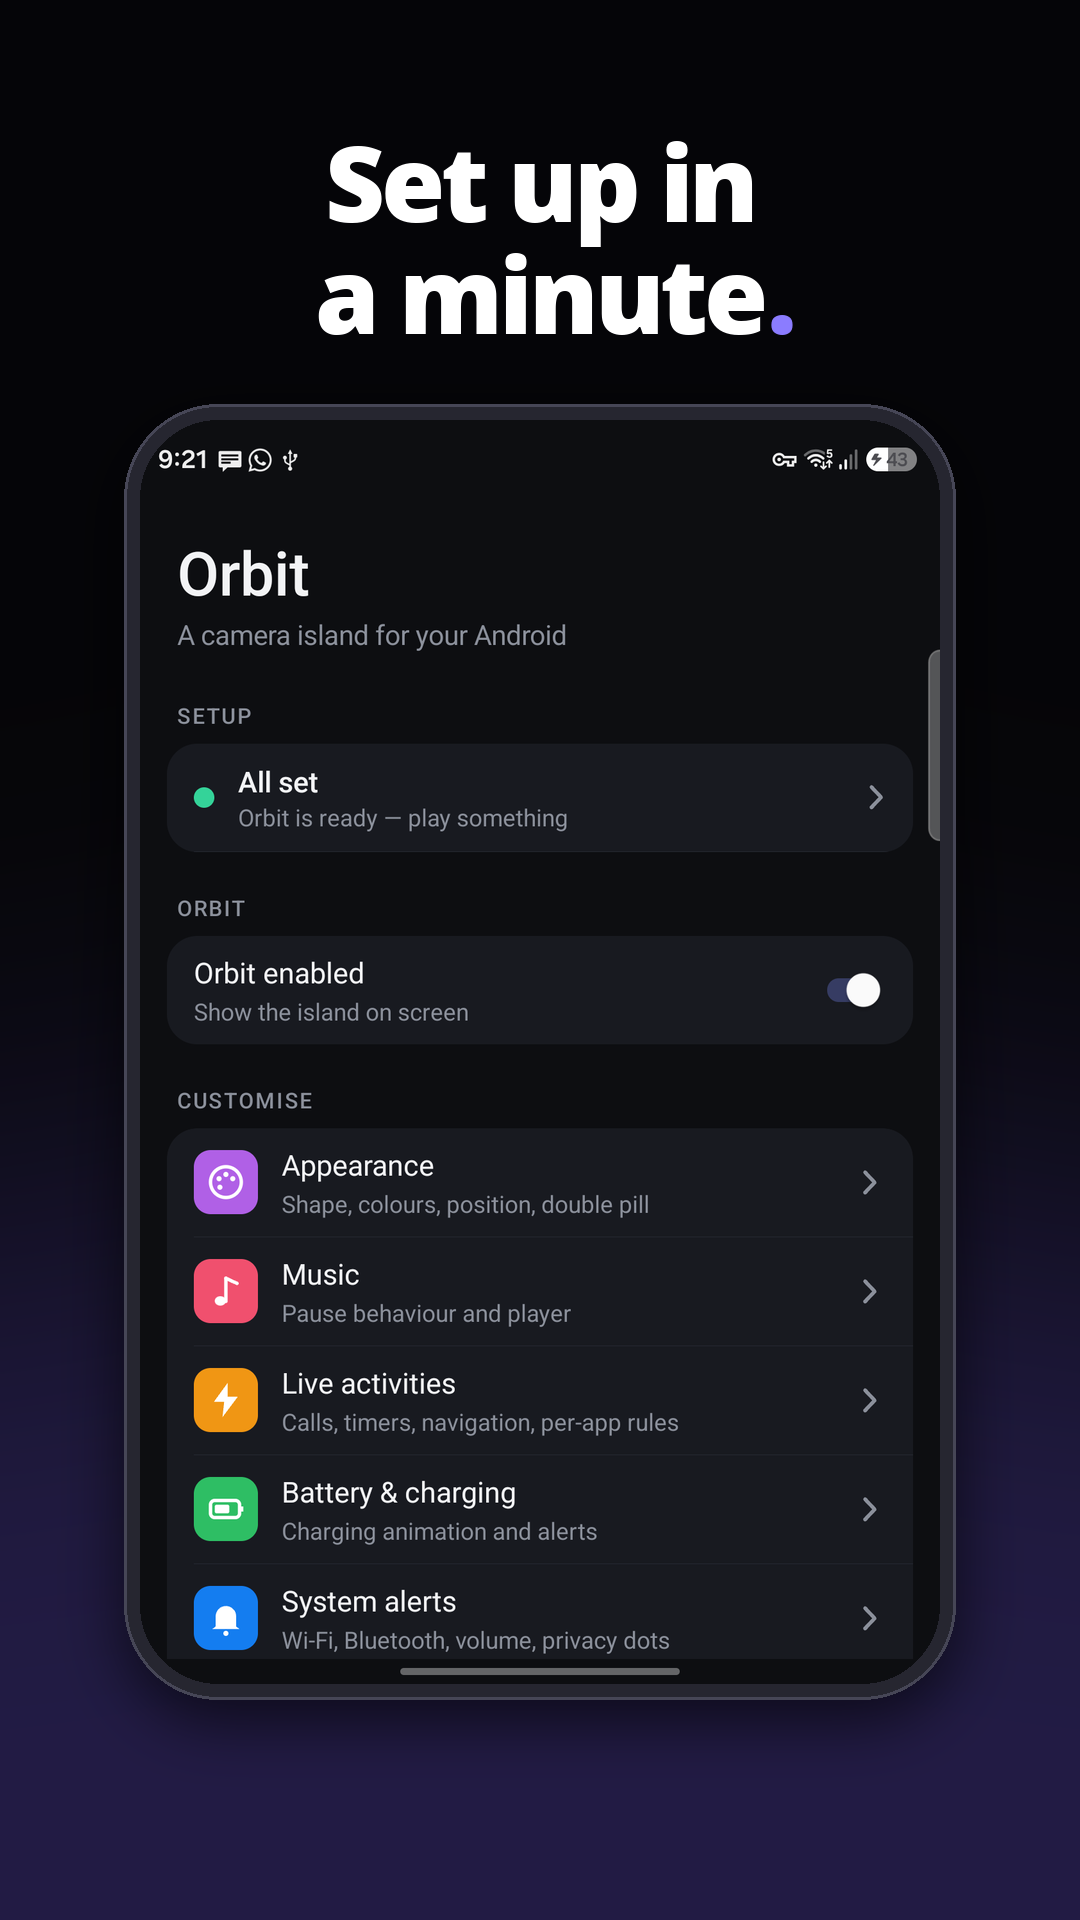 Set up in
a minute.
9:21
5
43
Orbit
A camera island for your Android
SETUP
All set
Orbit is ready — play something
ORBIT
Orbit enabled
Show the island on screen
CUSTOMISE
Appearance
Shape, colours, position, double pill
Music
Pause behaviour and player
Live activities
Calls, timers, navigation, per-app rules
Battery & charging
Charging animation and alerts
System alerts
Wi-Fi, Bluetooth, volume, privacy dots